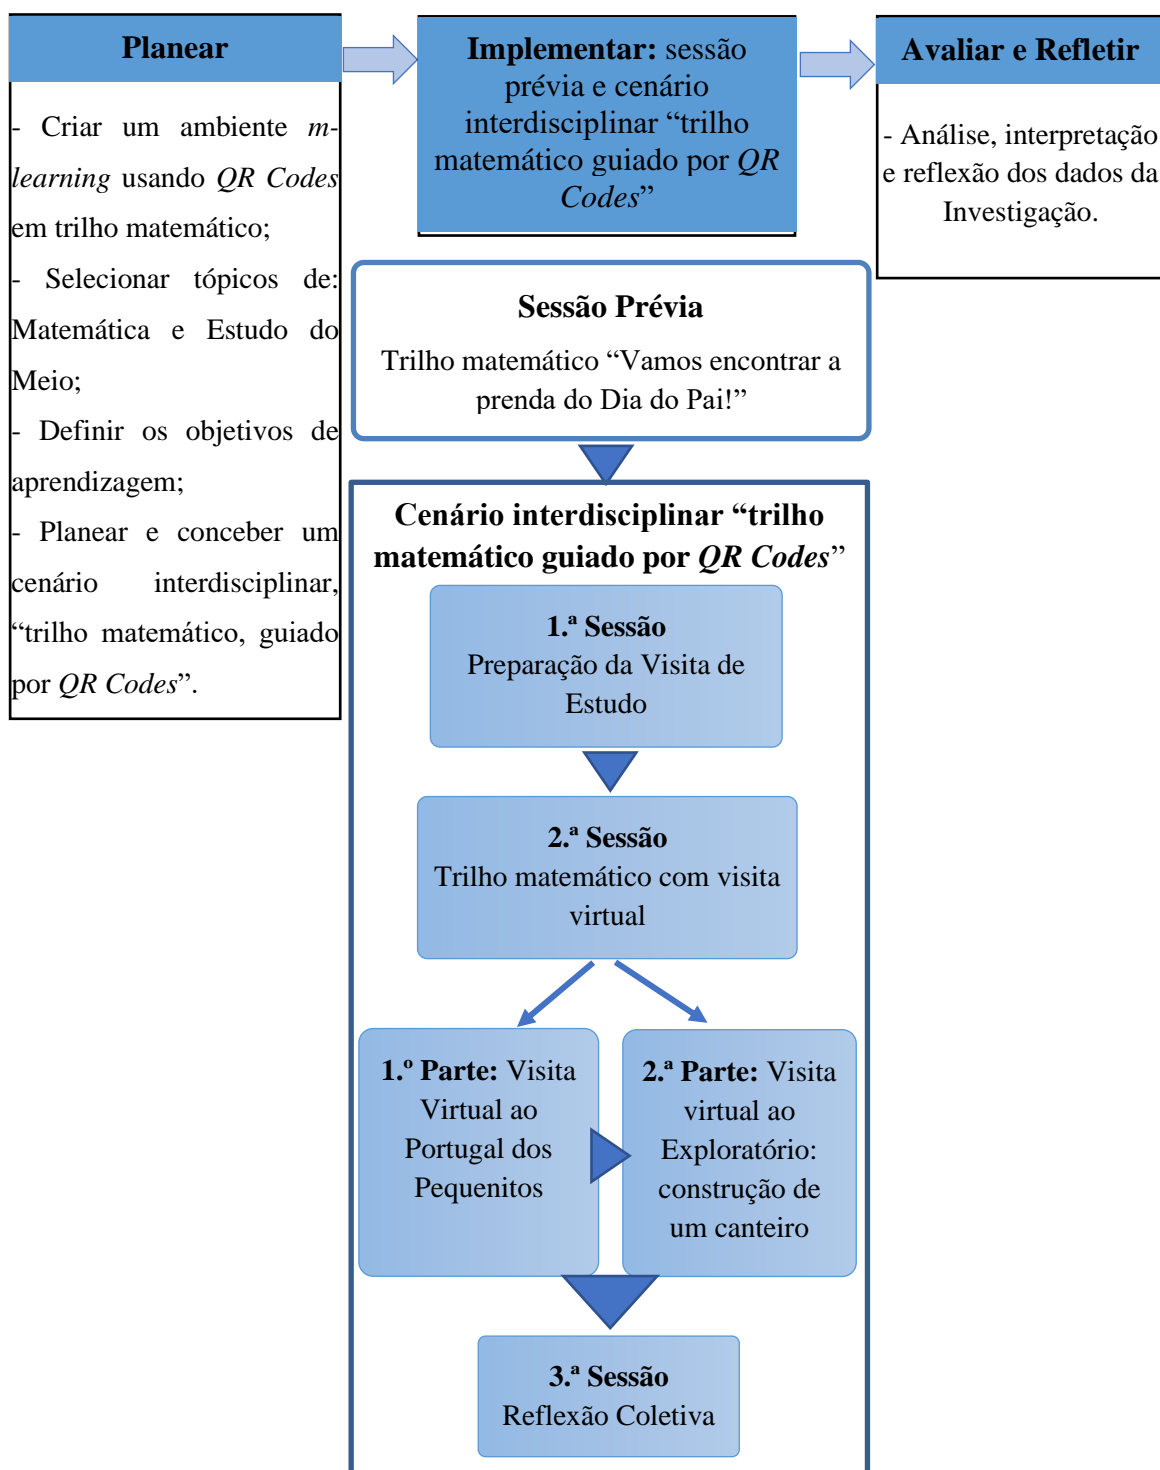 Planear
- Criar um ambiente m-
learning usando QR Codes
em trilho matemático;
- Selecionar tópicos de:
Matemática e Estudo do
Meio;
- Definir os objetivos de
aprendizagem;
- Planear e conceber um
cenário interdisciplinar,
“trilho matemático, guiado
por QR Codes”.
Implementar: sessão
prévia e cenário
interdisciplinar “trilho
matemático guiado por QR
Codes”
Avaliar e Refletir
- Análise, interpretação
e reflexão dos dados da
Investigação.
Sessão Prévia
Trilho matemático “Vamos encontrar a
prenda do Dia do Pai!”
Cenário interdisciplinar “trilho
matemático guiado por QR Codes”
1.ª Sessão
Preparação da Visita de
Estudo
2.ª Sessão
Trilho matemático com visita
virtual
1.º Parte: Visita
Virtual ao
Portugal dos
Pequenitos
2.ª Parte: Visita
virtual ao
Exploratório:
construção de
um canteiro
3.ª Sessão
Reflexão Coletiva